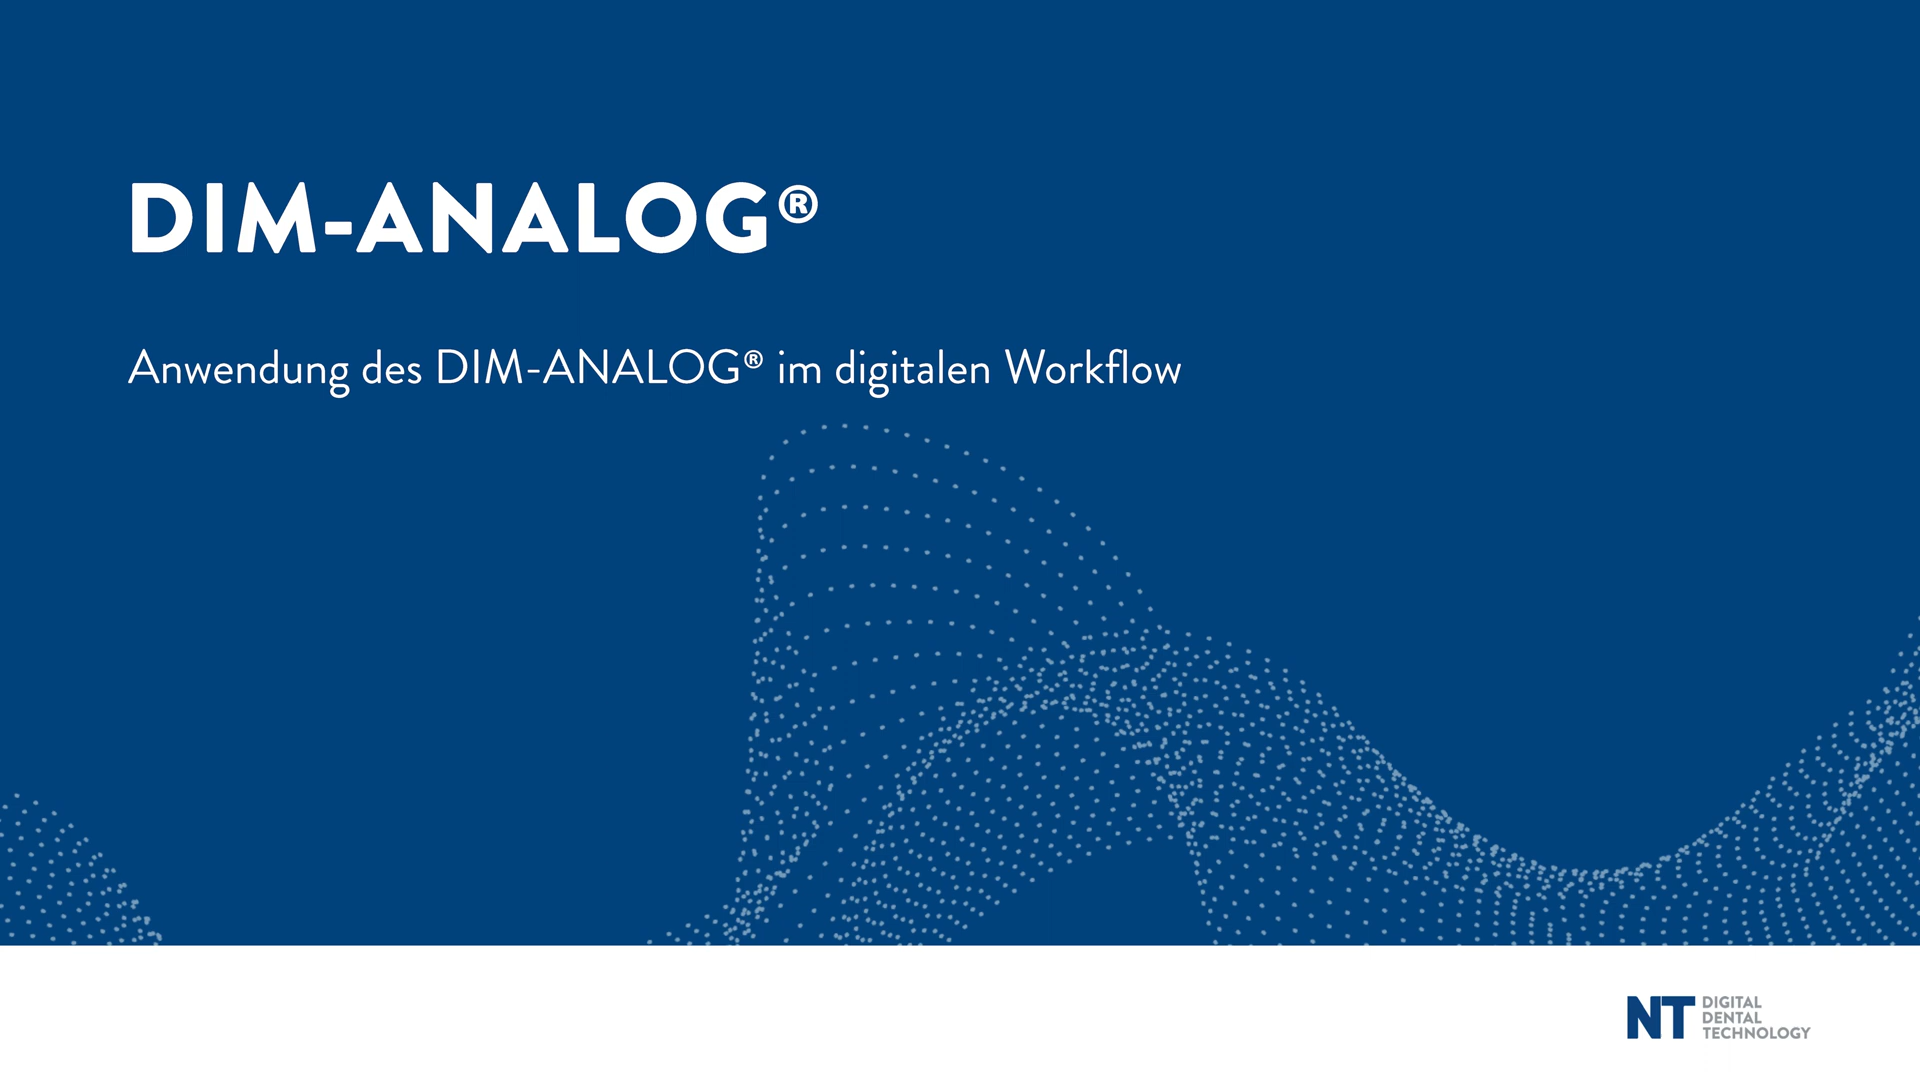 DIM-ANALOG®
Anwendung des DIM-ANALOG® im digitalen Workflow
NT DIGITAL
DENTAL
TECHNOLOGY